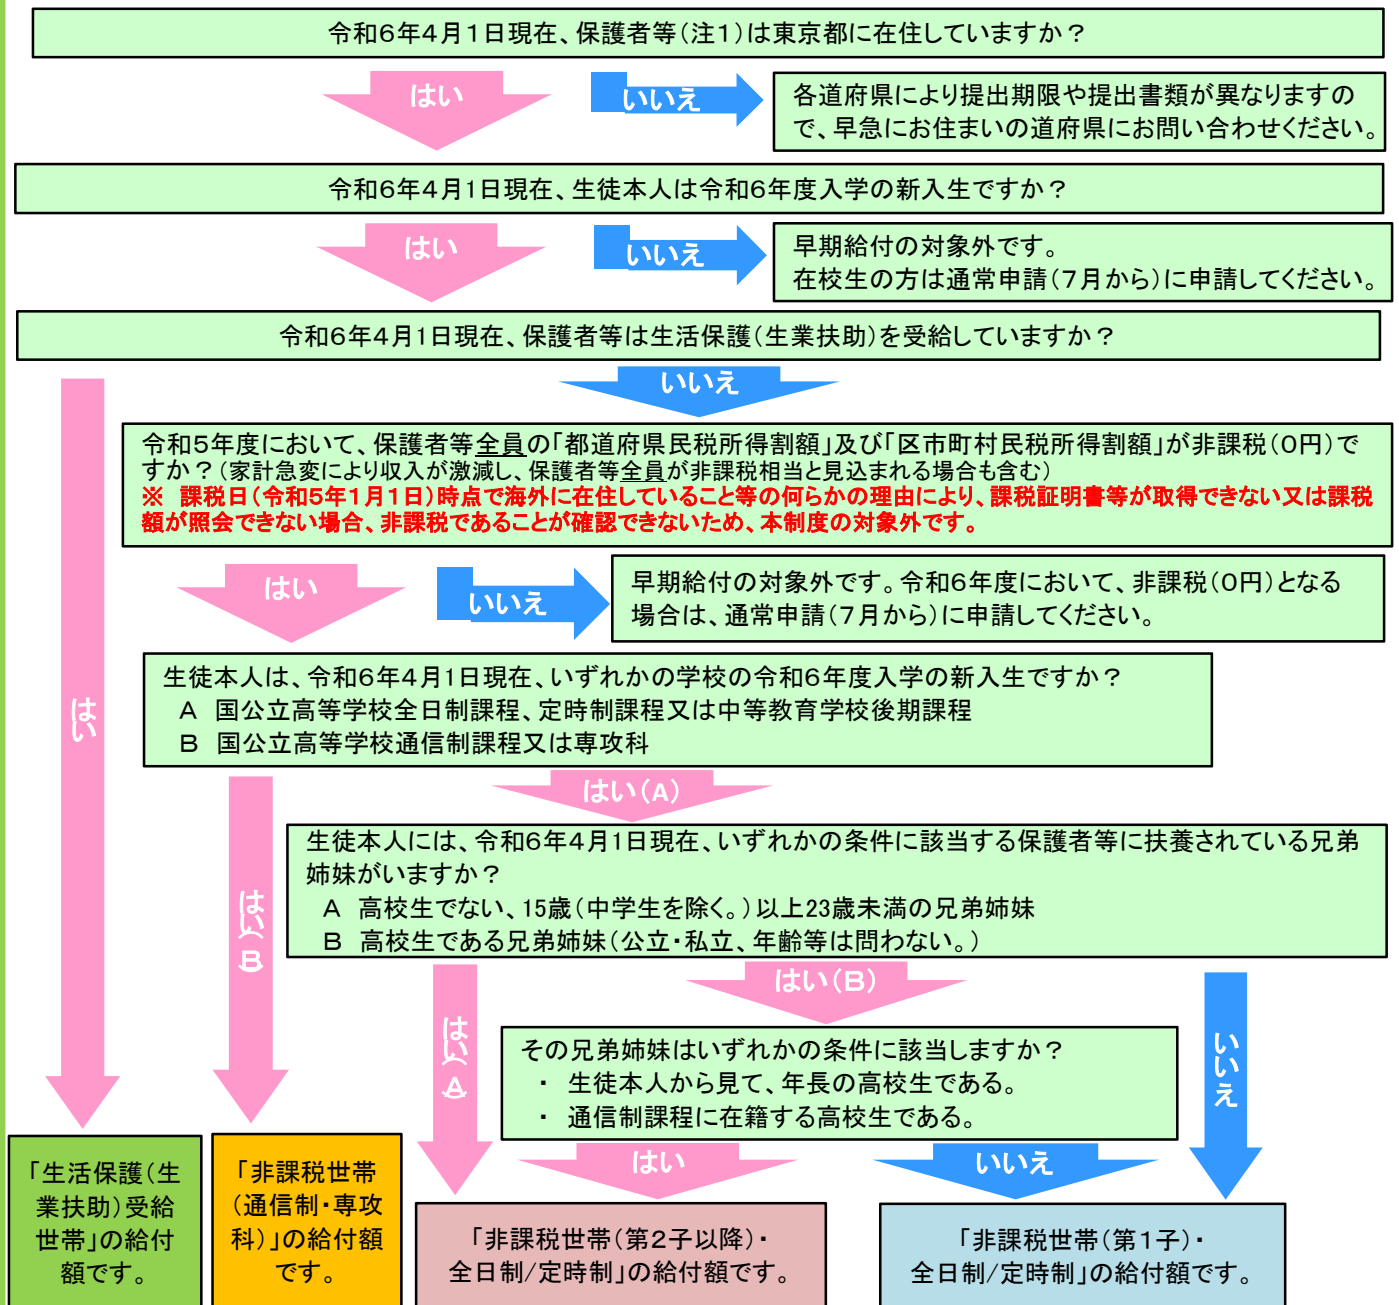 令和6年4月1日現在、保護者等(注1)は東京都に在住していますか？
はい
いいえ
各道府県により提出期限や提出書類が異なりますの
で、早急にお住まいの道府県にお問い合わせください。
令和6年4月1日現在、生徒本人は令和6年度入学の新入生ですか？
はい
いいえ
早期給付の対象外です。
在校生の方は通常申請(7月から)に申請してください。
令和6年4月1日現在、保護者等は生活保護(生業扶助)を受給していますか？
はい
いいえ
令和5年度において、保護者等全員の「都道府県民税所得割額」及び「区市町村民税所得割額」が非課税(0円)で
すか？(家計急変により収入が激減し、保護者等全員が非課税相当と見込まれる場合も含む)
※　課税日(令和5年1月1日)時点で海外に在住していること等の何らかの理由により、課税証明書等が取得できない又は課税
額が照会できない場合、非課税であることが確認できないため、本制度の対象外です。
はい
いいえ
早期給付の対象外です。令和6年度において、非課税(0円)となる
場合は、通常申請(7月から)に申請してください。
生徒本人は、令和6年4月1日現在、いずれかの学校の令和6年度入学の新入生ですか？
A　国公立高等学校全日制課程、定時制課程又は中等教育学校後期課程
B　国公立高等学校通信制課程又は専攻科
はい(B)
はい(A)
生徒本人には、令和6年4月1日現在、いずれかの条件に該当する保護者等に扶養されている兄弟
姉妹がいますか？
A　高校生でない、15歳(中学生を除く。)以上23歳未満の兄弟姉妹
B　高校生である兄弟姉妹(公立・私立、年齢等は問わない。)
はい(A)
はい(B)
いいえ
その兄弟姉妹はいずれかの条件に該当しますか？
・　生徒本人から見て、年長の高校生である。
・　通信制課程に在籍する高校生である。
はい
いいえ
「生活保護(生
業扶助)受給
世帯」の給付
額です。
「非課税世帯
(通信制・専攻
科)」の給付額
です。
「非課税世帯(第2子以降)・
全日制/定時制」の給付額です。
「非課税世帯(第1子)・
全日制/定時制」の給付額です。